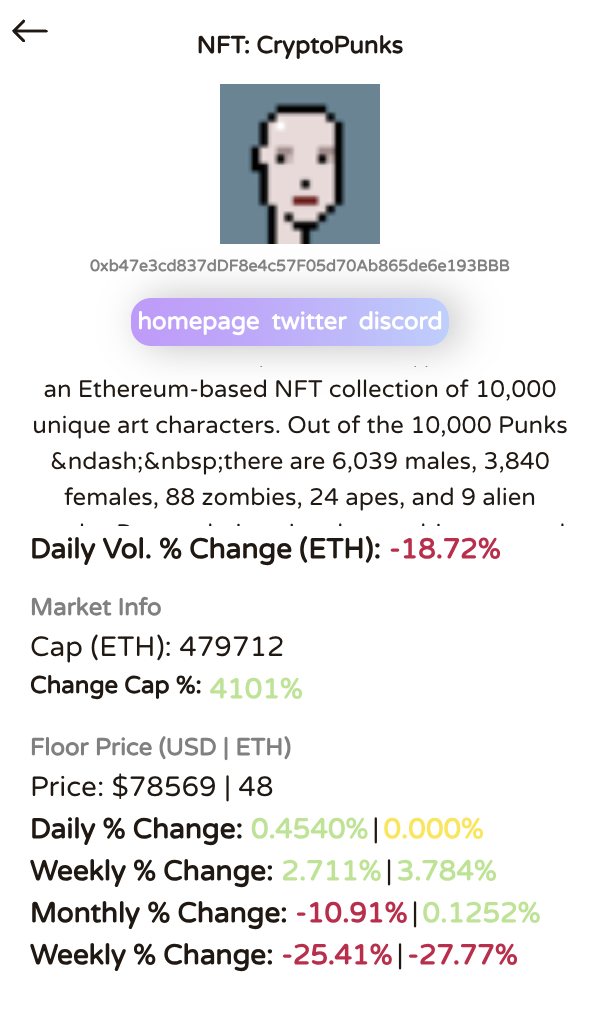 NFT: CryptoPunks
0xb47e3cd837dDF8e4c57F05d70Ab865de6e193BBB
homepage twitter discord
an Ethereum-based NFT collection of 10,000
unique art characters. Out of the 10,000 Punks
&ndash;&nbsp;there are 6,039 males, 3,840
females, 88 zombies, 24 apes, and 9 alien
Daily Vol. % Change (ETH): -18.72%
Market Info
Cap (ETH): 479712
Change Cap %: 4101%
Floor Price (USD | ETH)
Price: $78569 | 48
Daily % Change: 0.4540% | 0.000%
Weekly % Change: 2.711% | 3.784%
Monthly % Change: -10.91% | 0.1252%
Weekly % Change: -25.41% | -27.77%